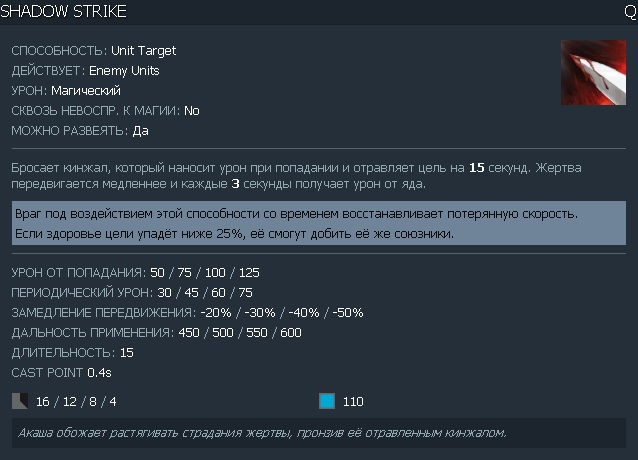 SHADOW STRIKE Q
СПОСОБНОСТЬ: Unit Target
ДЕЙСТВУЕТ: Enemy Units
УРОН: Магический
СКВОЗЬ НЕВОСПР. К МАГИИ: No
МОЖНО РАЗВЕЯТЬ: Да
Бросает кинжал, который наносит урон при попадании и отравляет цель на 15 секунд. Жертва
передвигается медленнее и каждые 3 секунды получает урон от яда.
Враг под воздействием этой способности со временем восстанавливает потерянную скорость.
Если здоровье цели упадёт ниже 25%, её смогут добить её же союзники.
УРОН ОТ ПОПАДАНИЯ: 50 / 75 / 100 / 125
ПЕРИОДИЧЕСКИЙ УРОН: 30 / 45 / 60 / 75
ЗАМЕДЛЕНИЕ ПЕРЕДВИЖЕНИЯ: -20% / -30% / -40% / -50%
ДАЛЬНОСТЬ ПРИМЕНЕНИЯ: 450 / 500 / 550 / 600
ДЛИТЕЛЬНОСТЬ: 15
CAST POINT 0.4s
16 / 12 / 8 / 4 110
Акаша обожает растягивать страдания жертвы, пронзив её отравленным кинжалом.